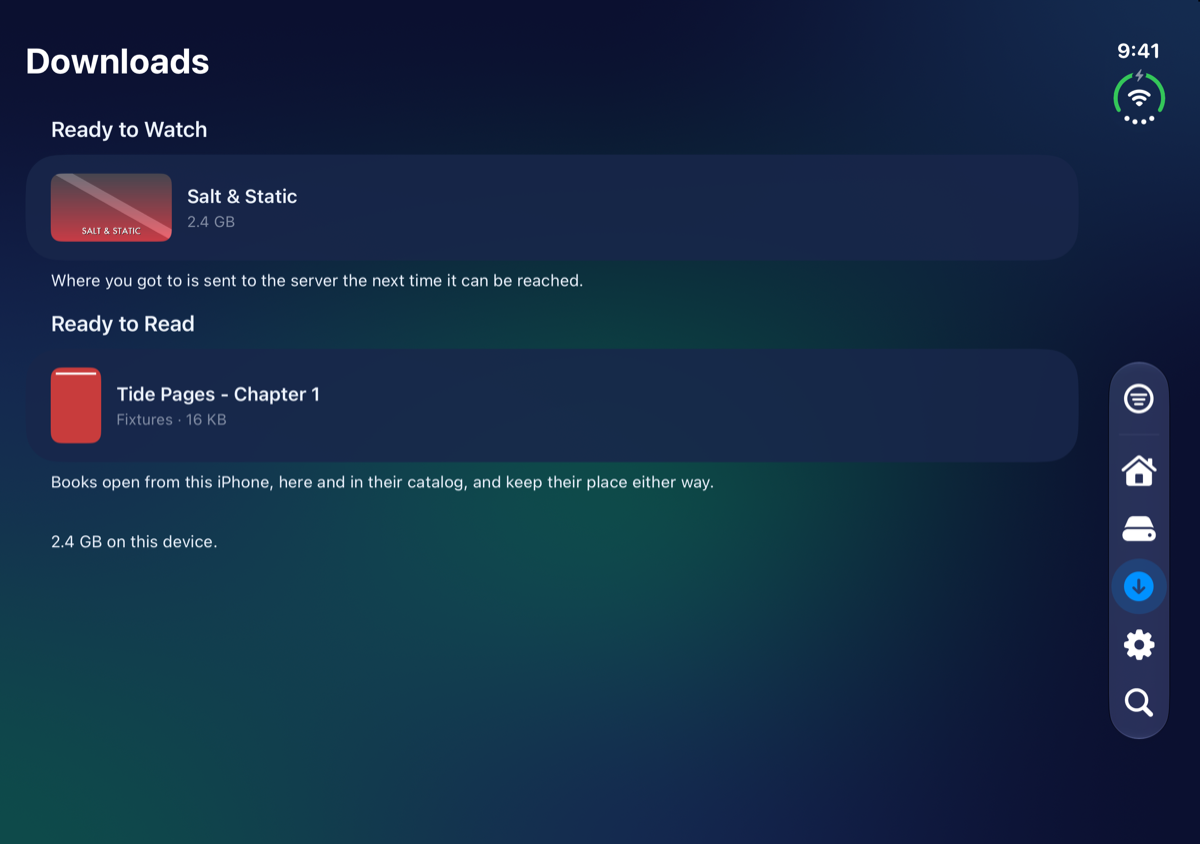 Downloads
9:41
Ready to Watch
SALT & STATIC
Salt & Static
2.4 GB
Where you got to is sent to the server the next time it can be reached.
Ready to Read
Tide Pages - Chapter 1
Fixtures · 16 KB
Books open from this iPhone, here and in their catalog, and keep their place either way.
2.4 GB on this device.